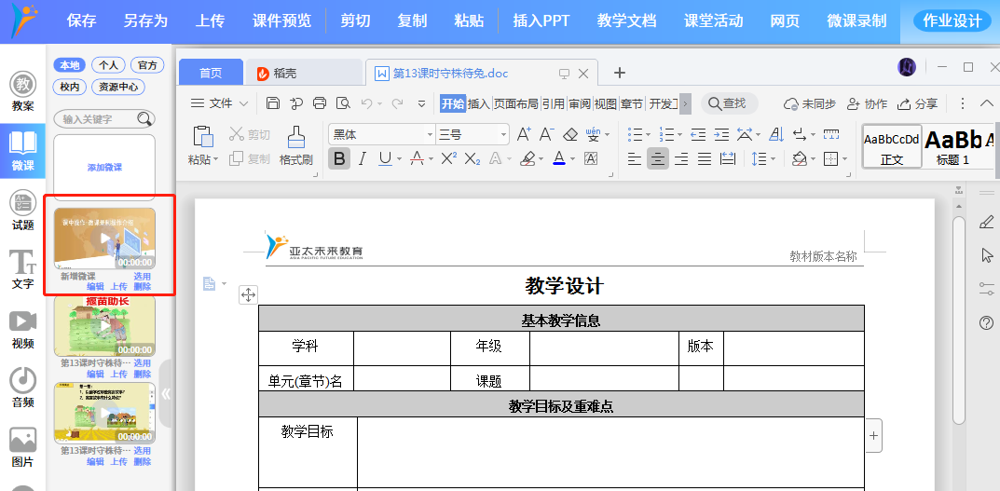 保存 另存为 上传 课件预览 剪切 复制 粘贴 插入PPT 教学文档 课堂活动 网页 微课录制 作业设计
教案
微课
试题
文字
视频
音频
图片
本地 个人 官方
校内 资源中心
输入关键字
添加微课
00:00:00
新增微课 选用
编辑 上传 删除
揠苗助长
00:00:00
第13课时守株待… 选用
编辑 上传 删除
00:00:00
第13课时守株待… 选用
编辑 上传 删除
首页 稻壳 第13课时守株待兔.doc
文件 开始 插入 页面布局 引用 审阅 视图 章节 开发工 查找 未同步 协作 分享
粘贴 剪切 复制 格式刷
黑体 三号
B I U A X² X₂ A A A
AaBbCcDd AaBb
正文 标题 1
亚太未来教育
ASIA PACIFIC FUTURE EDUCATION
教材版本名称
教学设计
基本教学信息
学科 年级 版本
单元(章节)名 课题
教学目标及重难点
教学目标